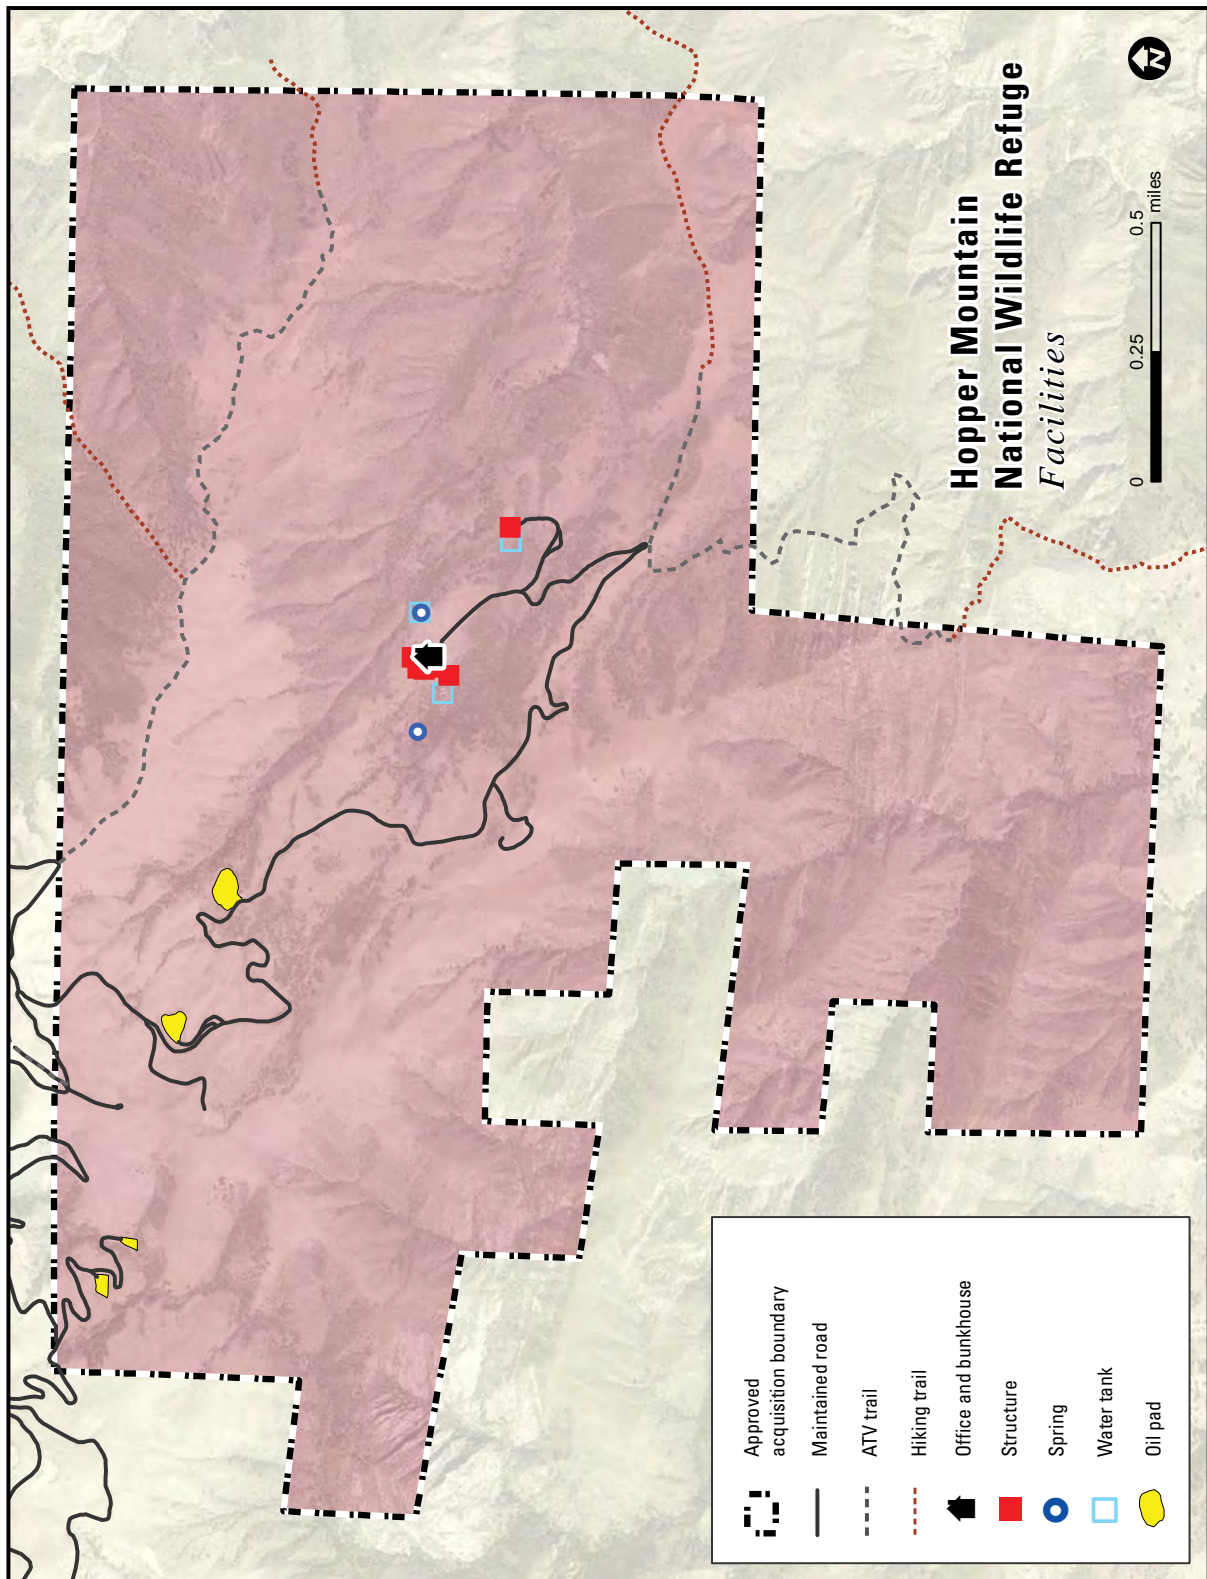 Hopper Mountain
National Wildlife Refuge
Facilities
0 0.25 0.5 miles
N
Approved
acquisition boundary
Maintained road
ATV trail
Hiking trail
Office and bunkhouse
Structure
Spring
Water tank
Oil pad